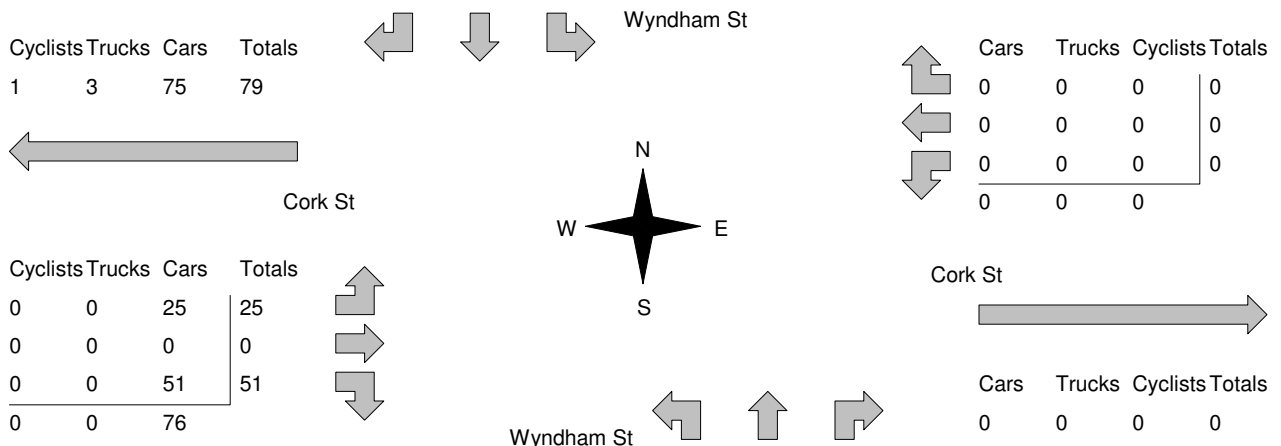 Wyndham St
Cyclists Trucks Cars Totals
1 3 75 79
Cars Trucks Cyclists Totals
0 0 0 0
0 0 0 0
0 0 0 0
0 0 0
Cork St
N
W E
S
Cyclists Trucks Cars Totals
0 0 25 25
0 0 0 0
0 0 51 51
0 0 76
Cork St
Cars Trucks Cyclists Totals
0 0 0 0
Wyndham St